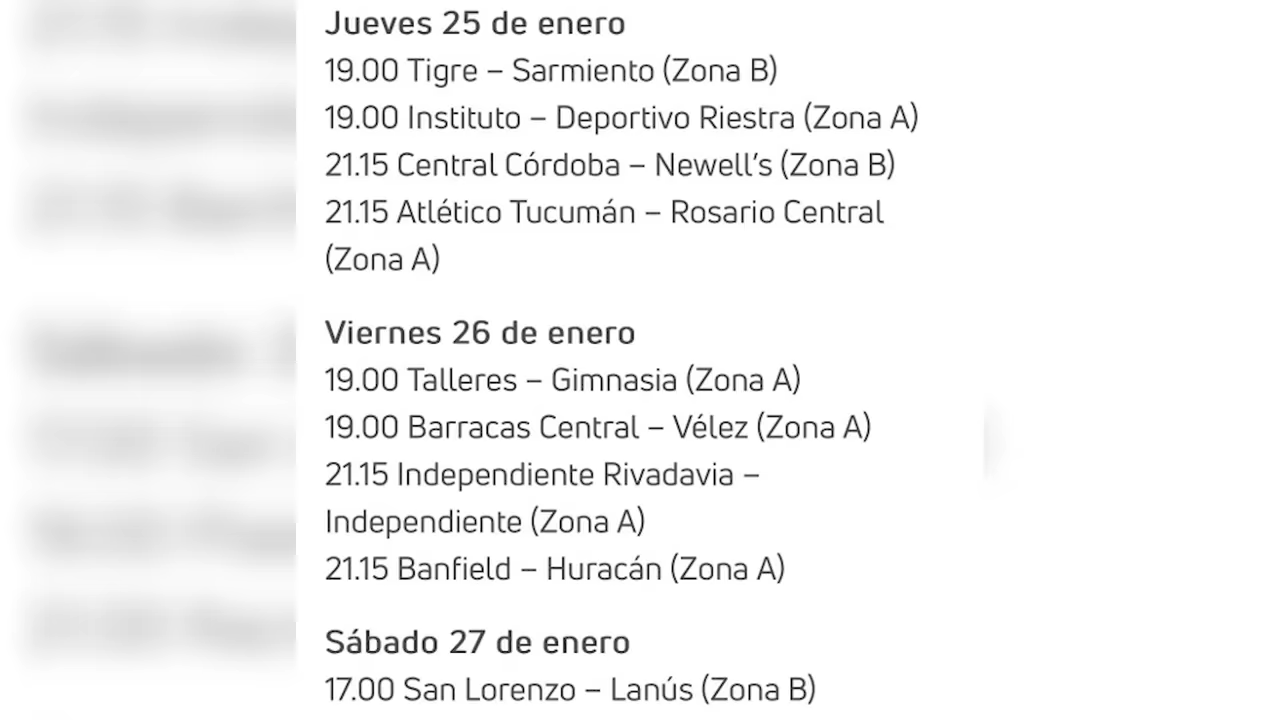 Jueves 25 de enero
19.00 Tigre – Sarmiento (Zona B)
19.00 Instituto – Deportivo Riestra (Zona A)
21.15 Central Córdoba – Newell’s (Zona B)
21.15 Atlético Tucumán – Rosario Central
(Zona A)
Viernes 26 de enero
19.00 Talleres – Gimnasia (Zona A)
19.00 Barracas Central – Vélez (Zona A)
21.15 Independiente Rivadavia –
Independiente (Zona A)
21.15 Banfield – Huracán (Zona A)
Sábado 27 de enero
17.00 San Lorenzo – Lanús (Zona B)